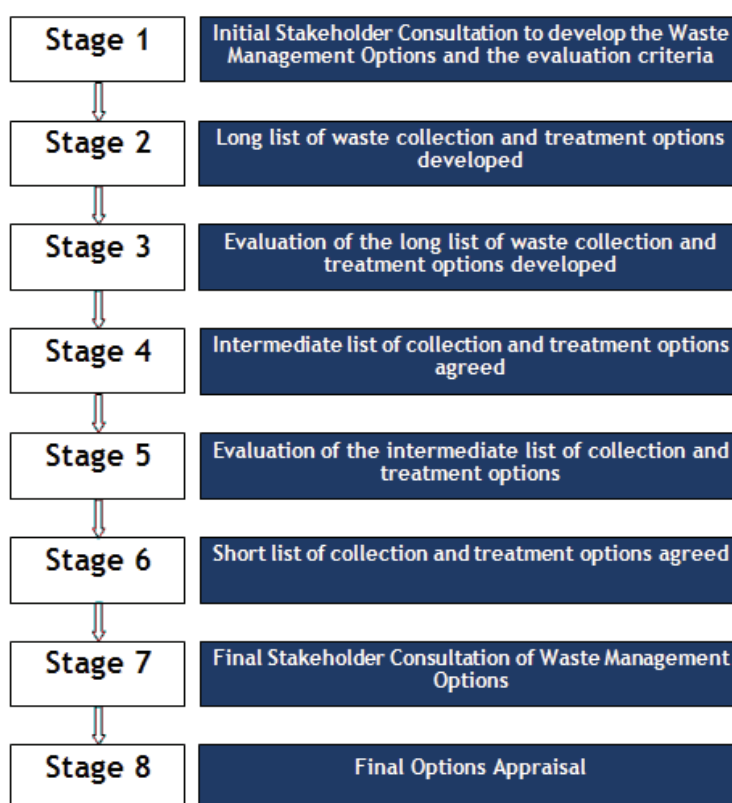 Stage 1
Initial Stakeholder Consultation to develop the Waste
Management Options and the evaluation criteria
Stage 2
Long list of waste collection and treatment options
developed
Stage 3
Evaluation of the long list of waste collection and
treatment options developed
Stage 4
Intermediate list of collection and treatment options
agreed
Stage 5
Evaluation of the intermediate list of collection and
treatment options
Stage 6
Short list of collection and treatment options agreed
Stage 7
Final Stakeholder Consultation of Waste Management
Options
Stage 8
Final Options Appraisal